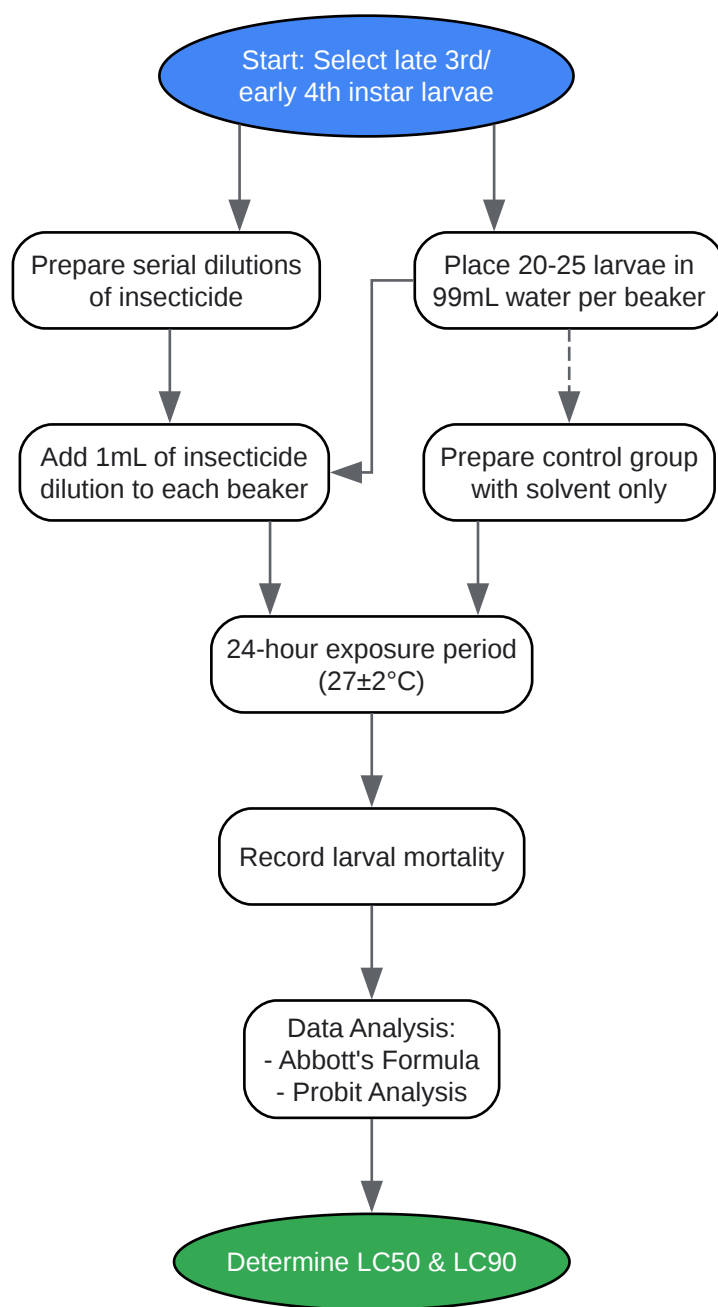 Start: Select late 3rd/
early 4th instar larvae
Prepare serial dilutions
of insecticide
Place 20-25 larvae in
99mL water per beaker
Add 1mL of insecticide
dilution to each beaker
Prepare control group
with solvent only
24-hour exposure period
(27±2°C)
Record larval mortality
Data Analysis:
- Abbott's Formula
- Probit Analysis
Determine LC50 & LC90